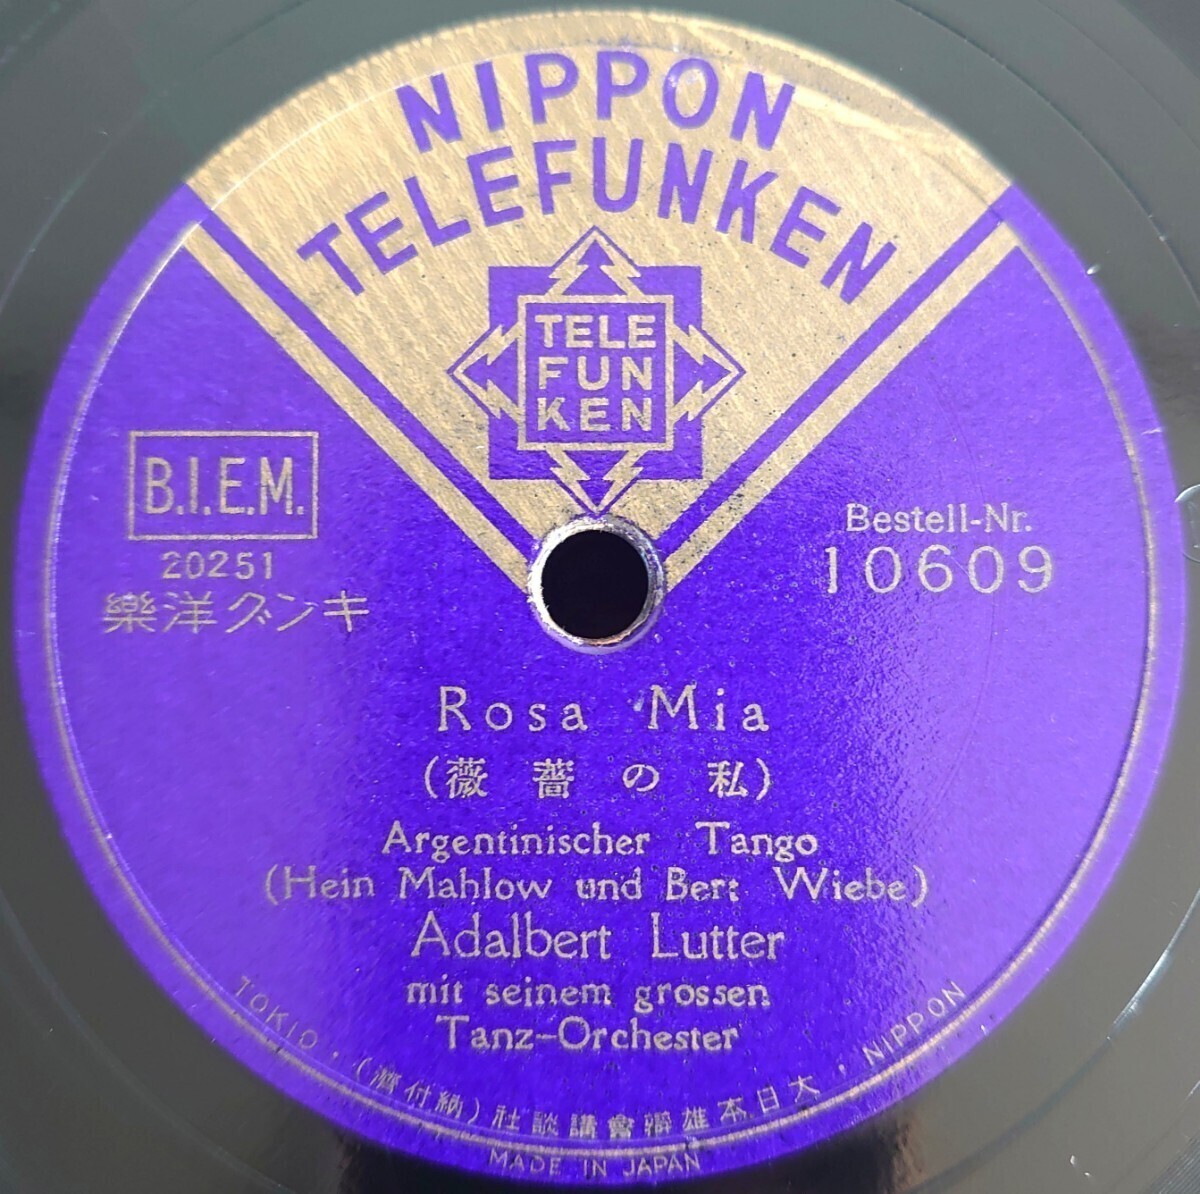 NIPPON
TELEFUNKEN
TELE
FUN
KEN
B.I.E.M.
20251
キング洋樂
Bestell-Nr.
10609
Rosa Mia
(私の薔薇)
Argentinischer Tango
(Hein Mahlow und Bert Wiebe)
Adalbert Lutter
mit seinem grossen
Tanz-Orchester
TOKIO . 大日本雄辯會講談社(納付濟) . NIPPON
MADE IN JAPAN